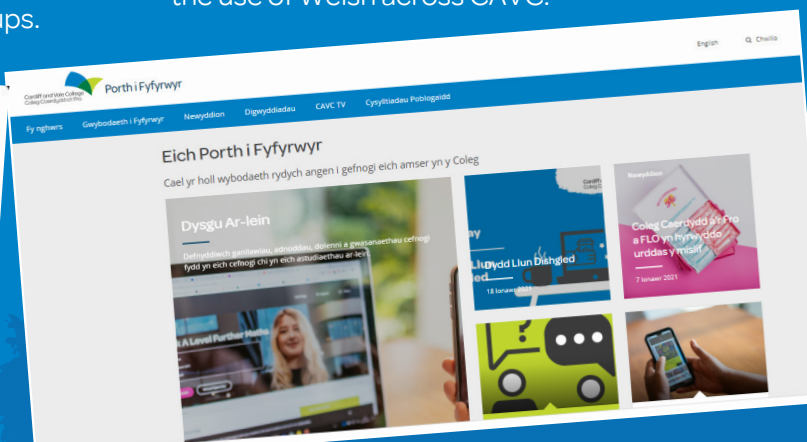 ups.
the use of Welsh across CAVC.
English
Chwilio
Cardiff and Vale College
Coleg Caerdydd a'r Fro
Porth i Fyfyrwyr
Fy nghwrs
Gwybodaeth i Fyfyrwyr
Newyddion
Digwyddiadau
CAVC TV
Cysylltiadau Poblogaidd
Eich Porth i Fyfyrwyr
Cael yr holl wybodaeth rydych angen i gefnogi eich amser yn y Coleg
Dysgu Ar-lein
Defnyddiwch ganllawiau, adnoddau, dolenni a gwasanaethau cefnogi
fydd yn eich cefnogi chi yn eich astudiaethau ar-lein.
A Level Further Maths
Dydd Llun Dishgled
18 Ionawr 2021
Newyddion
Coleg Caerdydd a'r Fro
a FLO yn hyrwyddo
urddas y mislif
7 Ionawr 2021